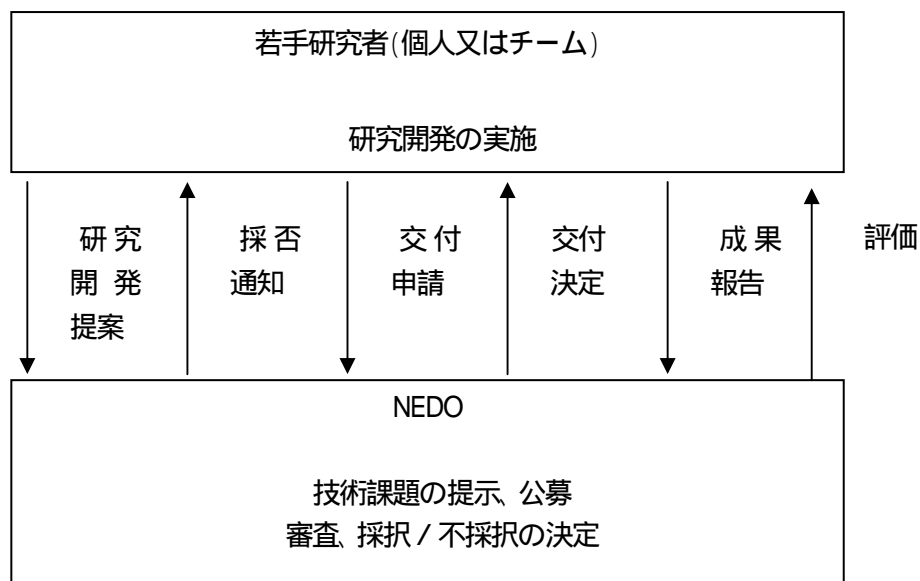 若手研究者(個人又はチーム)
研究開発の実施
研 究
開 発
提案
採 否
通知
交 付
申請
交付
決定
成 果
報告
評価
NEDO
技術課題の提示、公募
審査、採択 / 不採択の決定